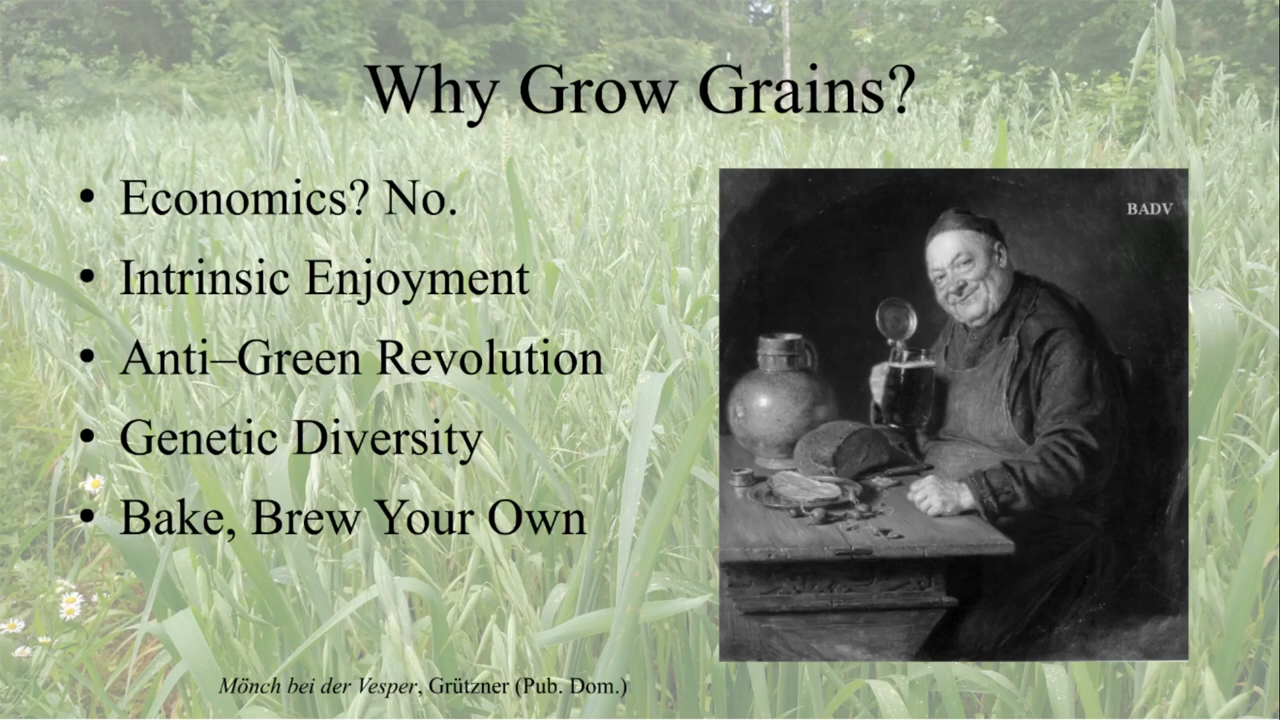 Why Grow Grains?
• Economics? No.
• Intrinsic Enjoyment
• Anti–Green Revolution
• Genetic Diversity
• Bake, Brew Your Own
BADV
Mönch bei der Vesper, Grützner (Pub. Dom.)